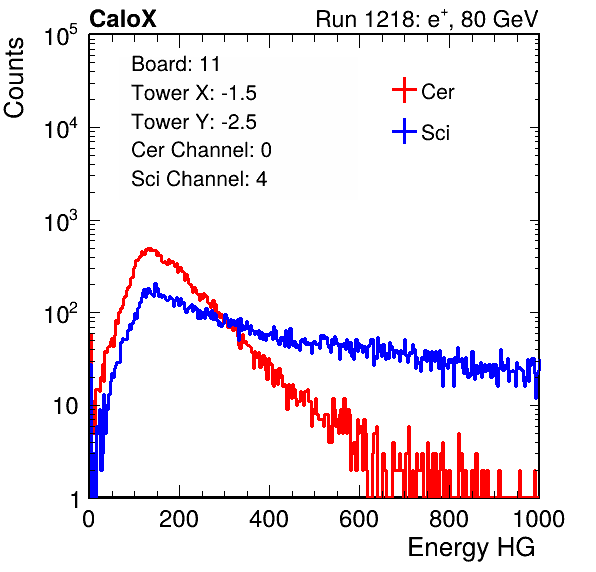 CaloX Run 1218: e⁺, 80 GeV
Counts
Board: 11
Tower X: -1.5
Tower Y: -2.5
Cer Channel: 0
Sci Channel: 4
Cer
Sci
10⁵
10⁴
10³
10²
10
1
0 200 400 600 800 1000
Energy HG